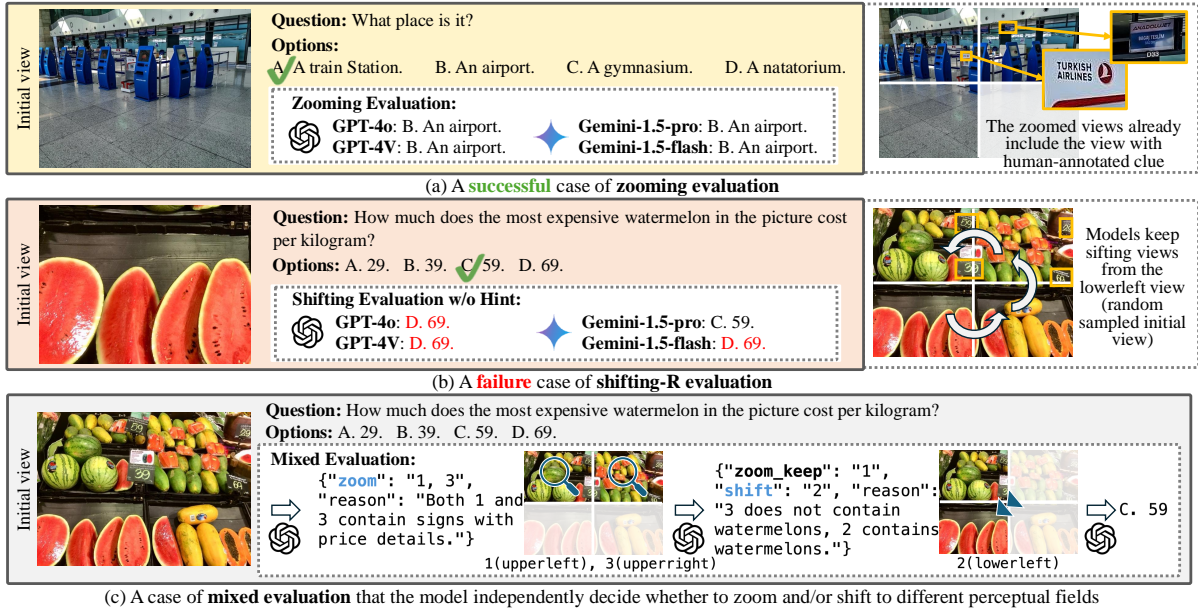 Initial view
Question: What place is it?
Options:
A. A train Station. B. An airport. C. A gymnasium. D. A natatorium.
Zooming Evaluation:
GPT-4o: B. An airport. Gemini-1.5-pro: B. An airport.
GPT-4V: B. An airport. Gemini-1.5-flash: B. An airport.
ANADOLUJET
D33
TURKISH
AIRLINES
The zoomed views already
include the view with
human-annotated clue
(a) A successful case of zooming evaluation
Initial view
Question: How much does the most expensive watermelon in the picture cost
per kilogram?
Options: A. 29. B. 39. C. 59. D. 69.
Shifting Evaluation w/o Hint:
GPT-4o: D. 69. Gemini-1.5-pro: C. 59.
GPT-4V: D. 69. Gemini-1.5-flash: D. 69.
39
Models keep
sifting views
from the
lowerleft view
(random
sampled initial
view)
(b) A failure case of shifting-R evaluation
Initial view
59
39
Question: How much does the most expensive watermelon in the picture cost per kilogram?
Options: A. 29. B. 39. C. 59. D. 69.
Mixed Evaluation:
{"zoom": "1, 3",
"reason": "Both 1 and
3 contain signs with
price details."}
1(upperleft), 3(upperright)
{"zoom_keep": "1",
"shift": "2", "reason":
"3 does not contain
watermelons, 2 contains
watermelons."}
2(lowerleft)
C. 59
(c) A case of mixed evaluation that the model independently decide whether to zoom and/or shift to different perceptual fields